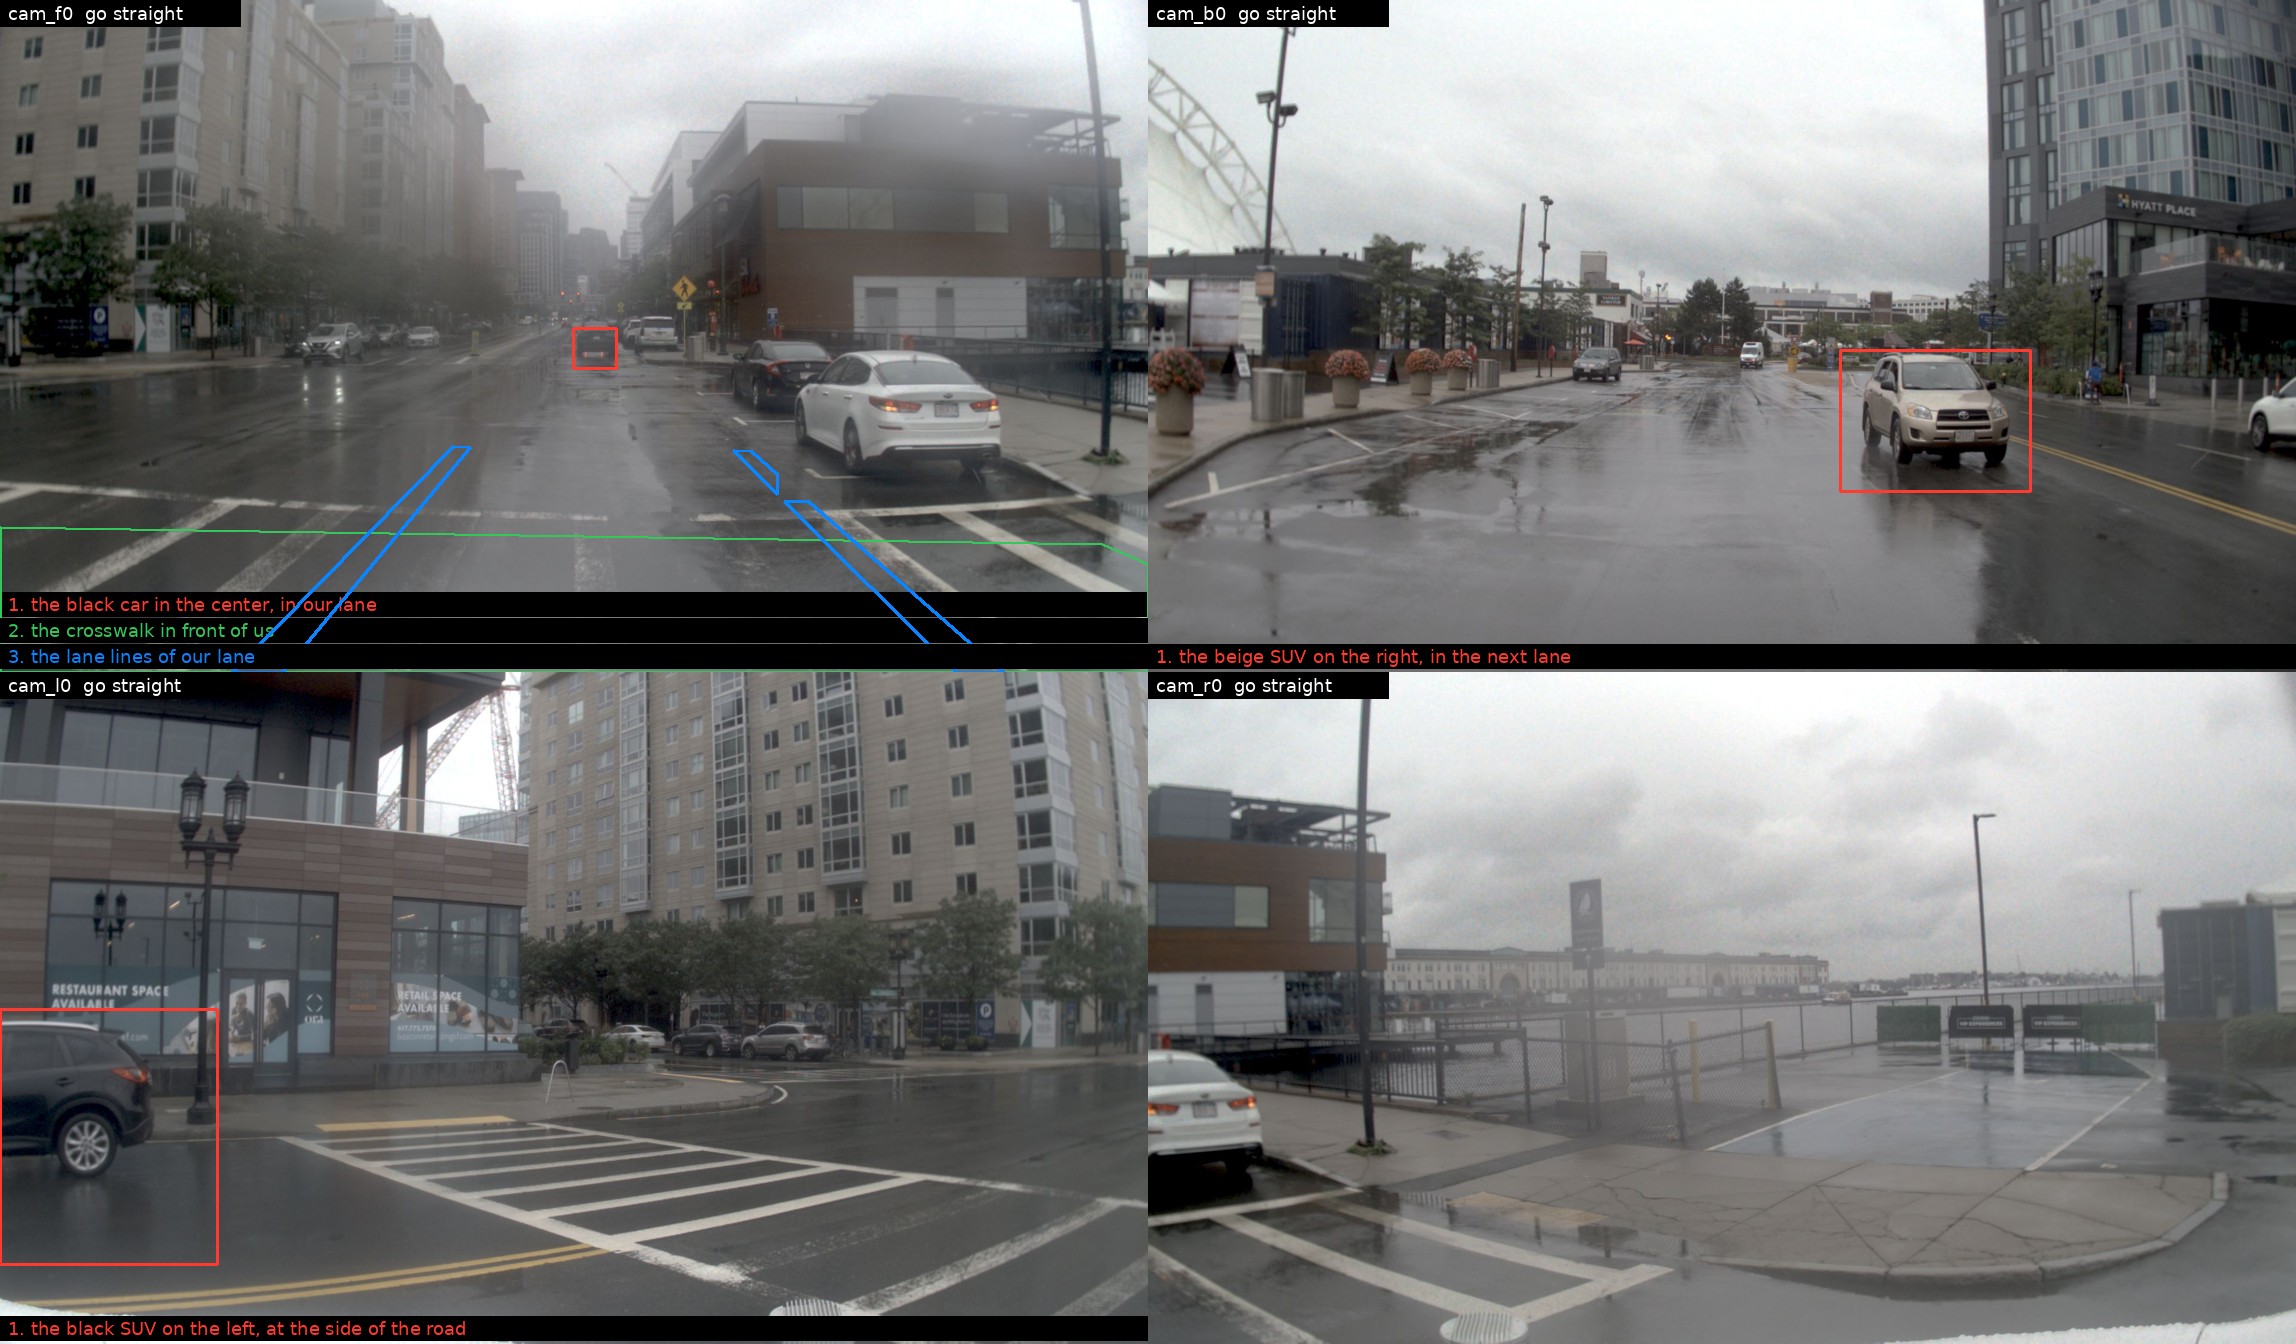 cam_f0 go straight
1. the black car in the center, in our lane
2. the crosswalk in front of us
3. the lane lines of our lane
cam_b0 go straight
HYATT PLACE
1. the beige SUV on the right, in the next lane
cam_l0 go straight
RESTAURANT SPACE
AVAILABLE
RETAIL SPACE
AVAILABLE
P
1. the black SUV on the left, at the side of the road
cam_r0 go straight